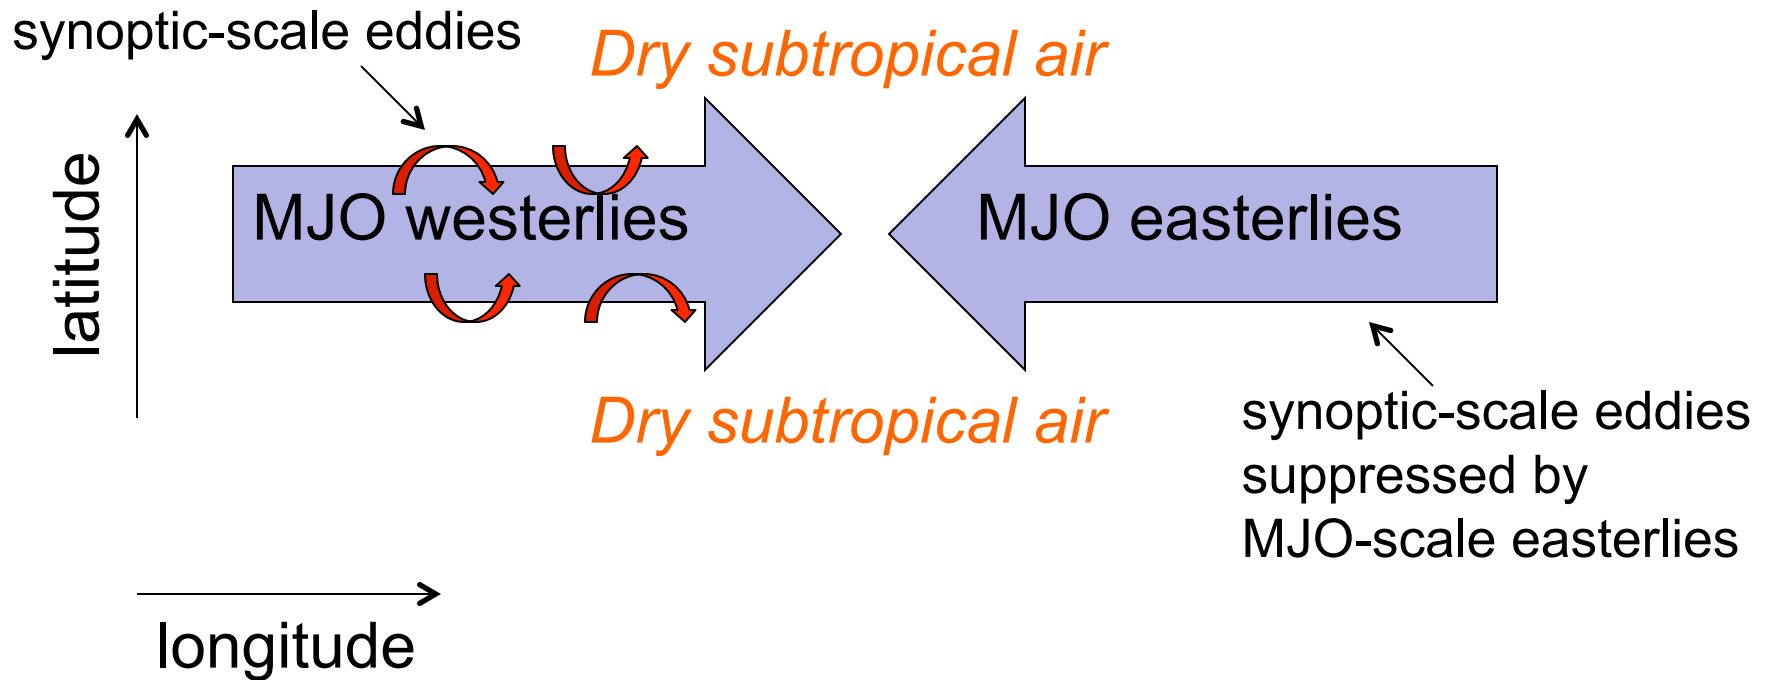 synoptic-scale eddies
Dry subtropical air
latitude
MJO westerlies
MJO easterlies
Dry subtropical air
synoptic-scale eddies
suppressed by
MJO-scale easterlies
longitude